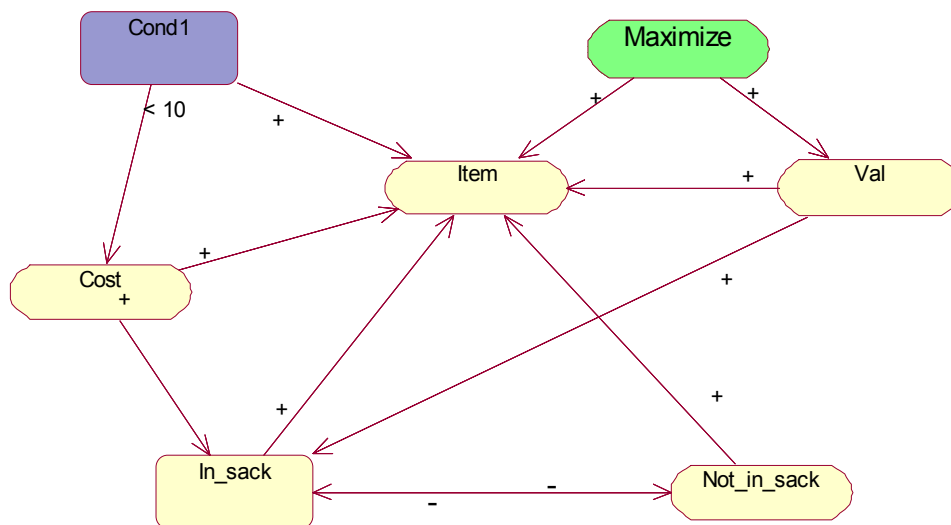 Cond1
Maximize
< 10
+
+
+
Item
+
Val
+
Cost
+
+
+
+
In_sack
-
-
Not_in_sack